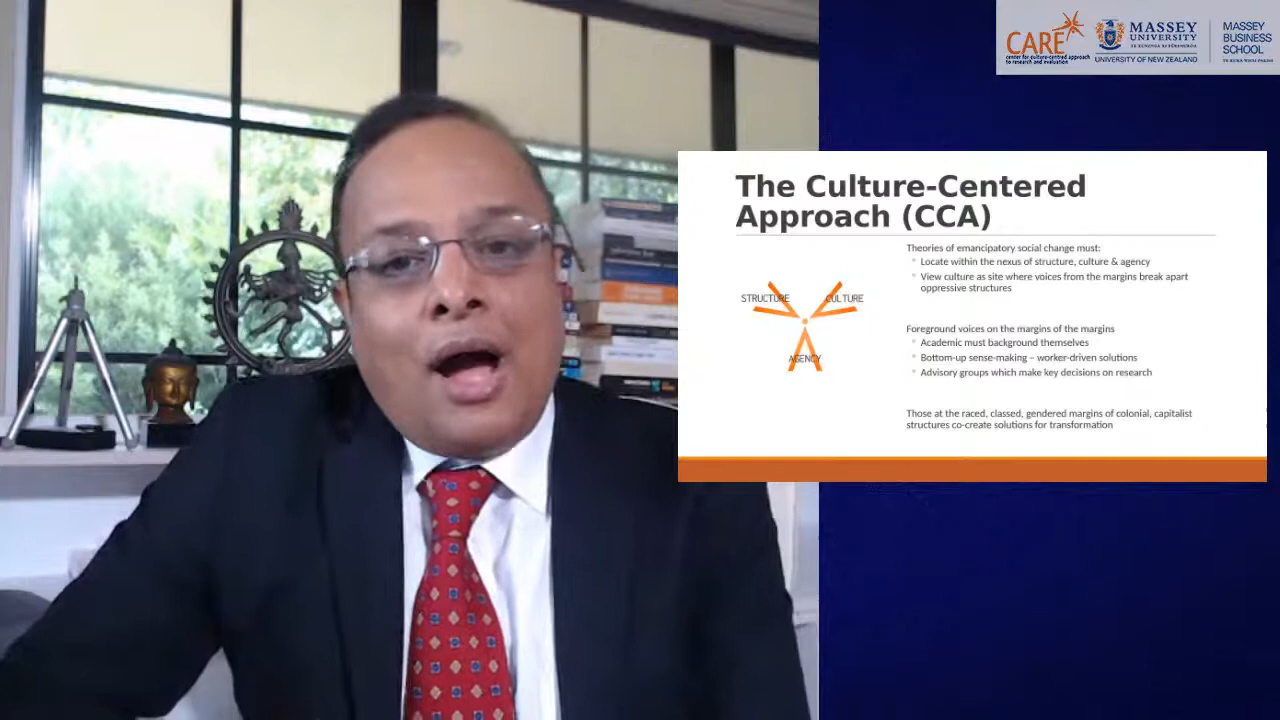 CARE
center for culture-centred approach
to research and evaluation
MASSEY
UNIVERSITY
TE KUNENGA KI PŪREHUROA
UNIVERSITY OF NEW ZEALAND
MASSEY
BUSINESS
SCHOOL
The Culture-Centered
Approach (CCA)
Theories of emancipatory social change must:
Locate within the nexus of structure, culture & agency
View culture as site where voices from the margins break apart
oppressive structures
STRUCTURE
CULTURE
AGENCY
Foreground voices on the margins of the margins
Academic must background themselves
Bottom-up sense-making – worker-driven solutions
Advisory groups which make key decisions on research
Those at the raced, classed, gendered margins of colonial, capitalist
structures co-create solutions for transformation